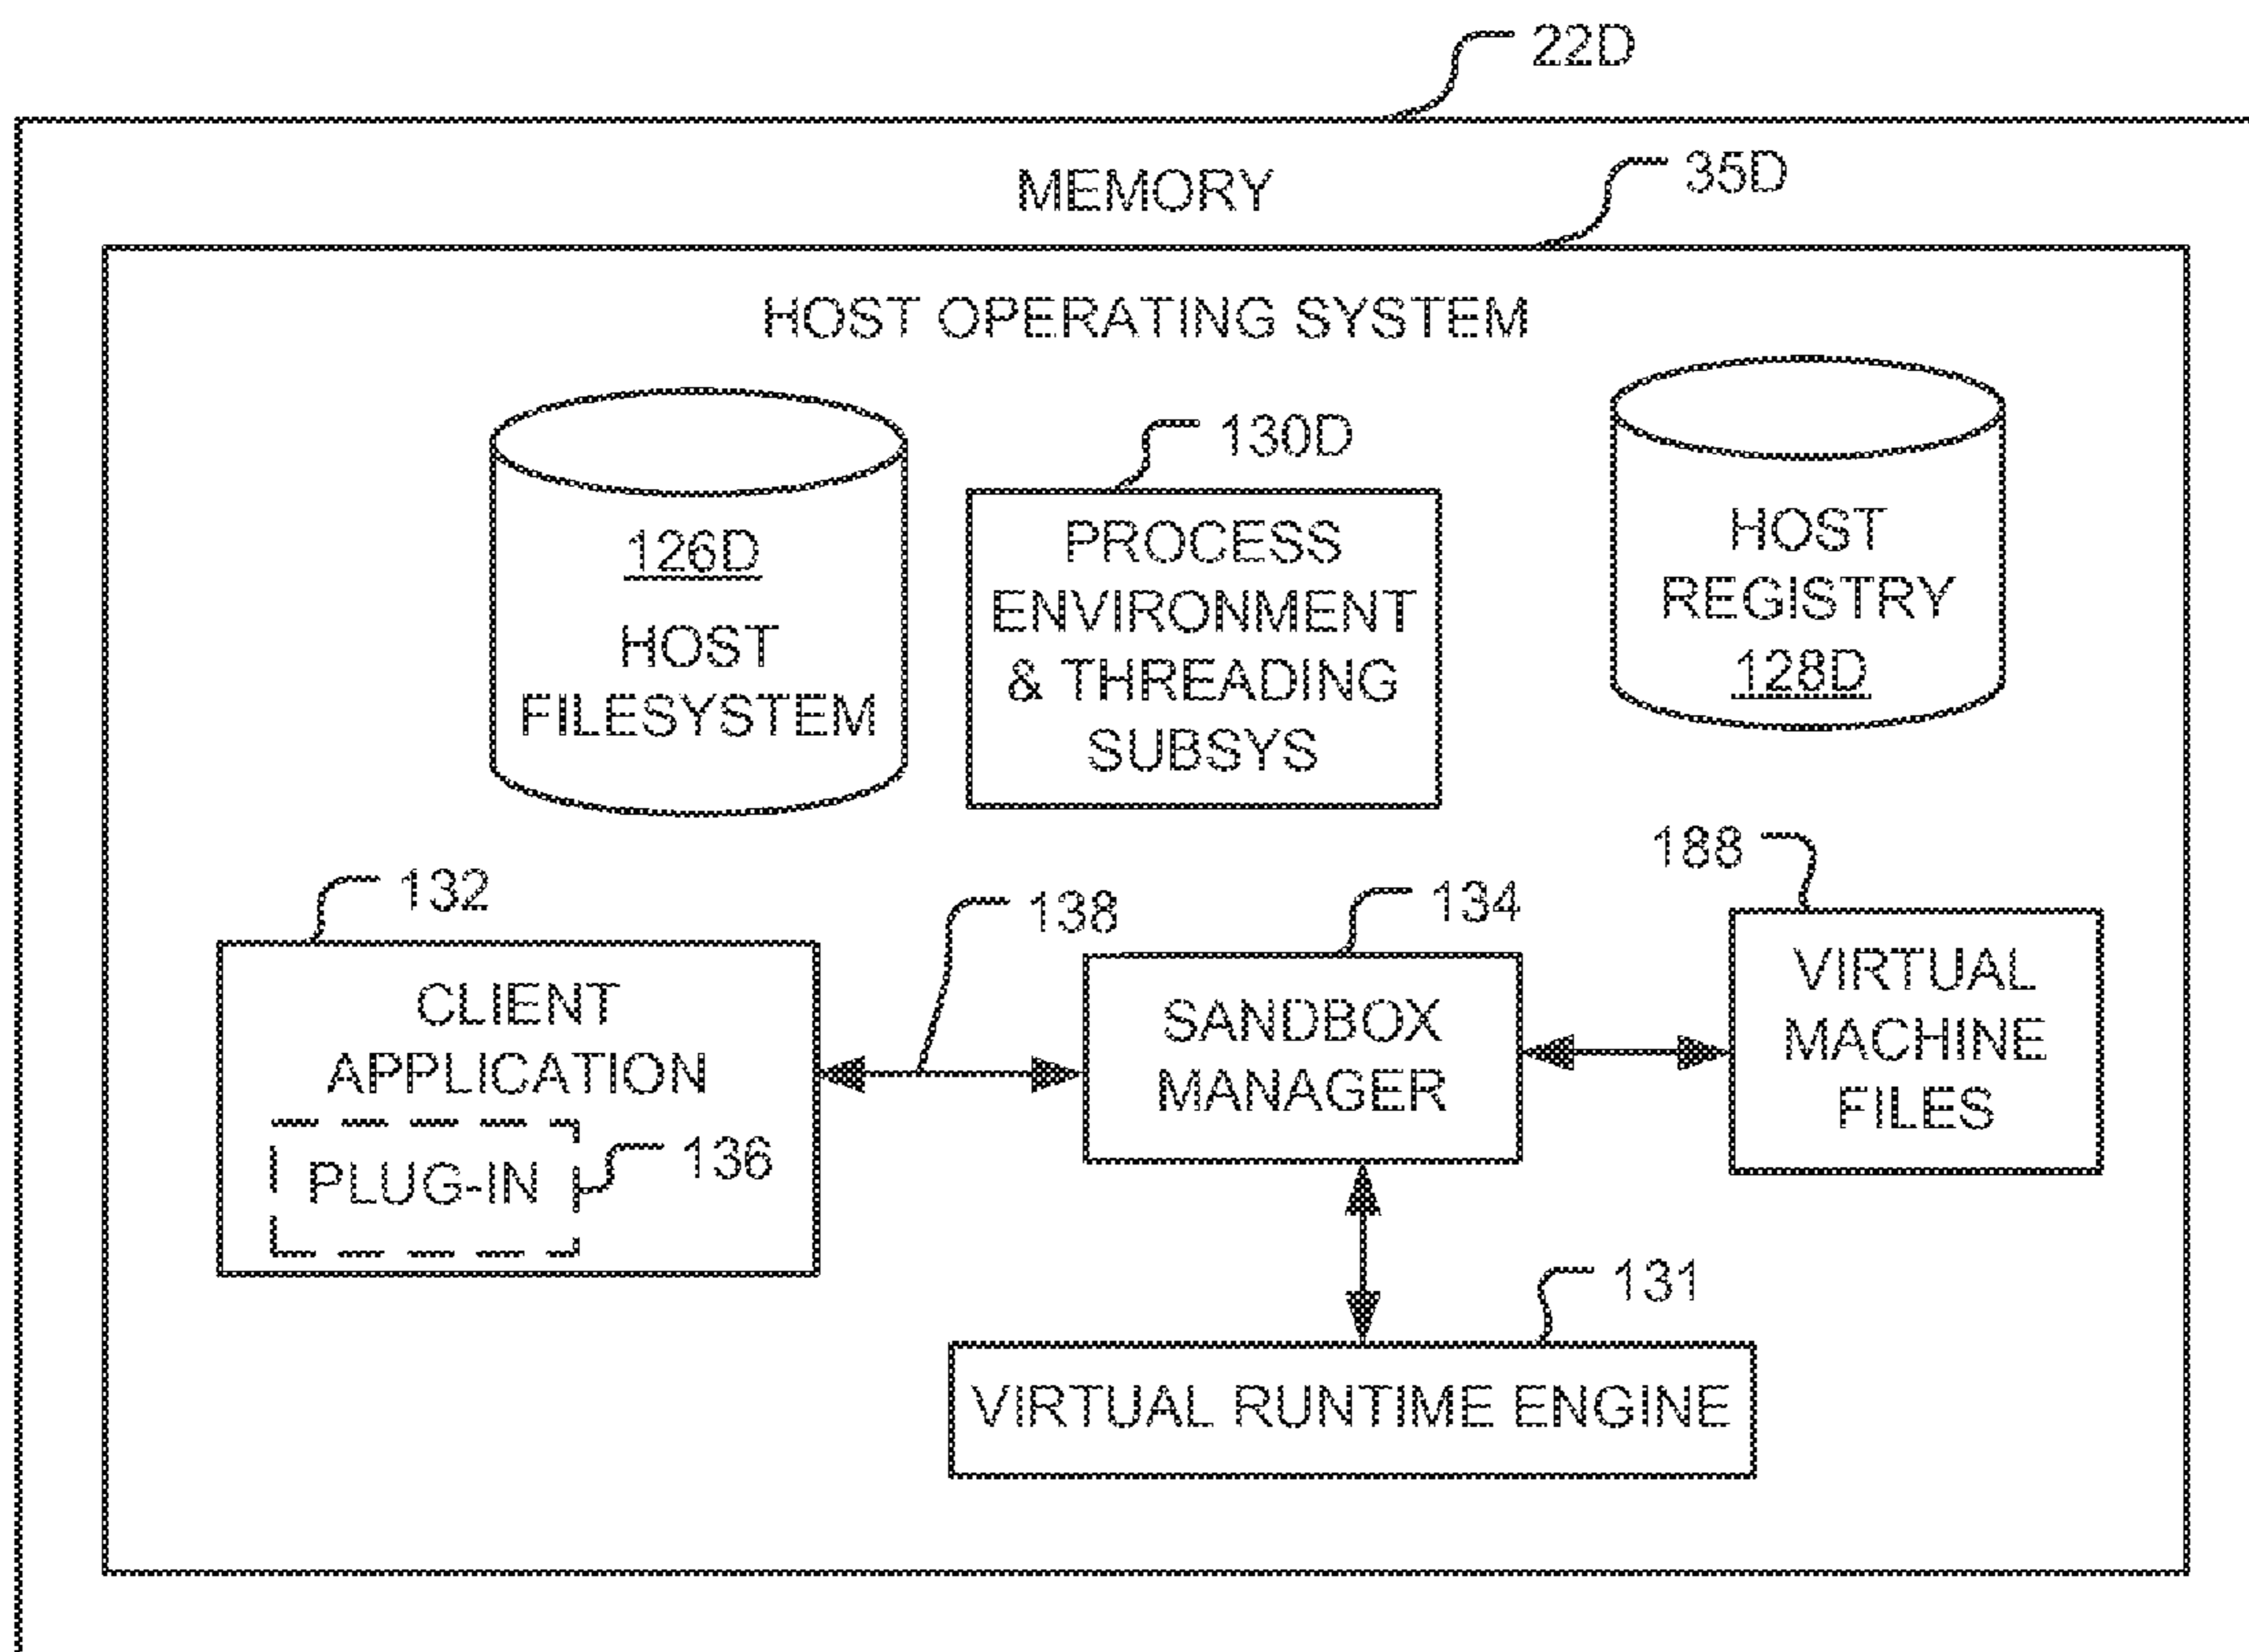 22D
MEMORY
35D
HOST OPERATING SYSTEM
126D
HOST
FILESYSTEM
130D
PROCESS
ENVIRONMENT
& THREADING
SUBSYS
HOST
REGISTRY
128D
132
CLIENT
APPLICATION
PLUG-IN
136
138
134
SANDBOX
MANAGER
188
VIRTUAL
MACHINE
FILES
131
VIRTUAL RUNTIME ENGINE